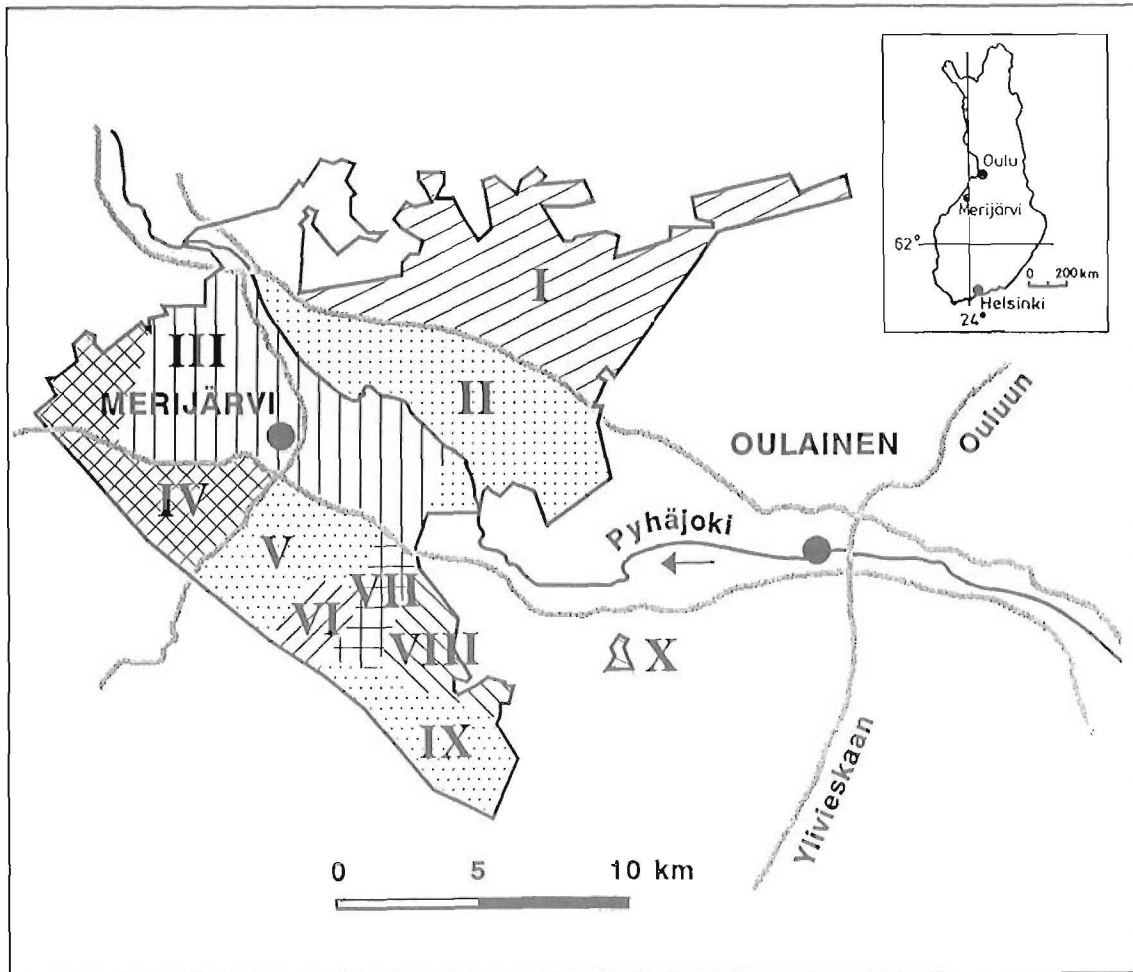 Oulu
Merijärvi
62°
0 200 km
Helsinki
24°
I
III
II
MERIJÄRVI
OULAINEN
Ouluun
IV
V
Pyhäjoki
VII
VI
VIII
X
IX
Ylivieskaan
0 5 10 km